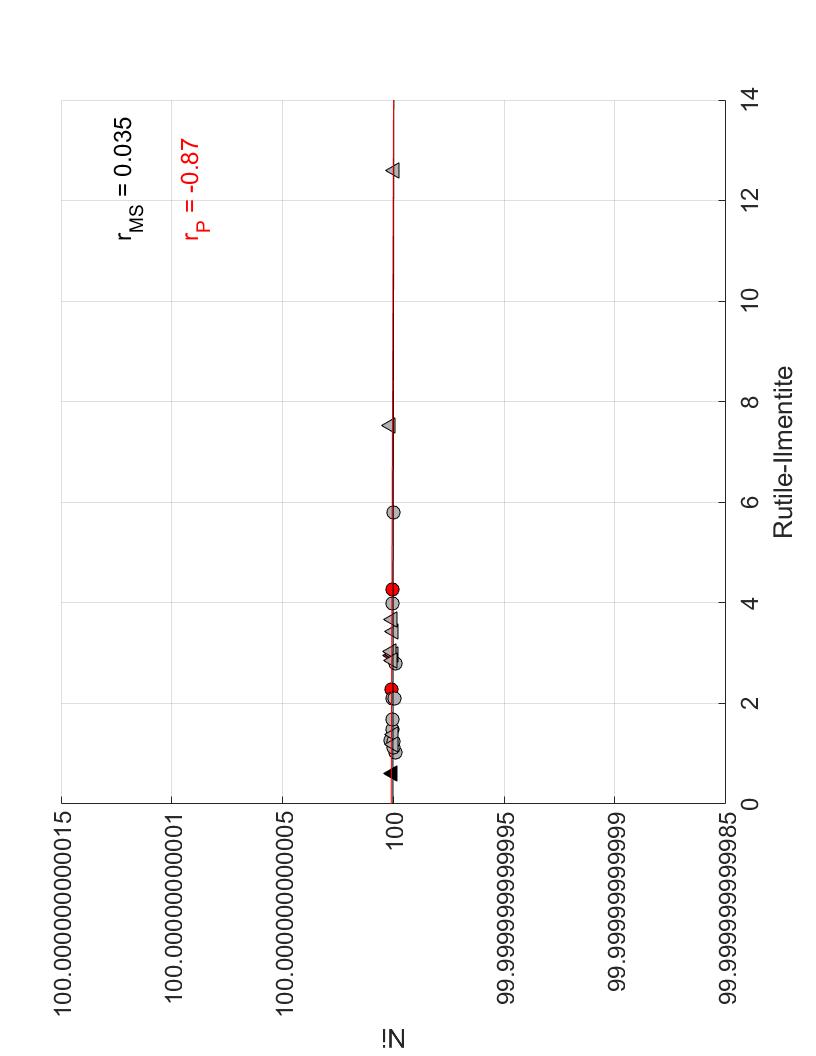 100.000000000015
100.00000000001
100.000000000005
100
99.999999999995
99.99999999999
99.999999999985
Ni
r_MS = 0.035
r_P = -0.87
0 2 4 6 8 10 12 14
Rutile-Ilmentite